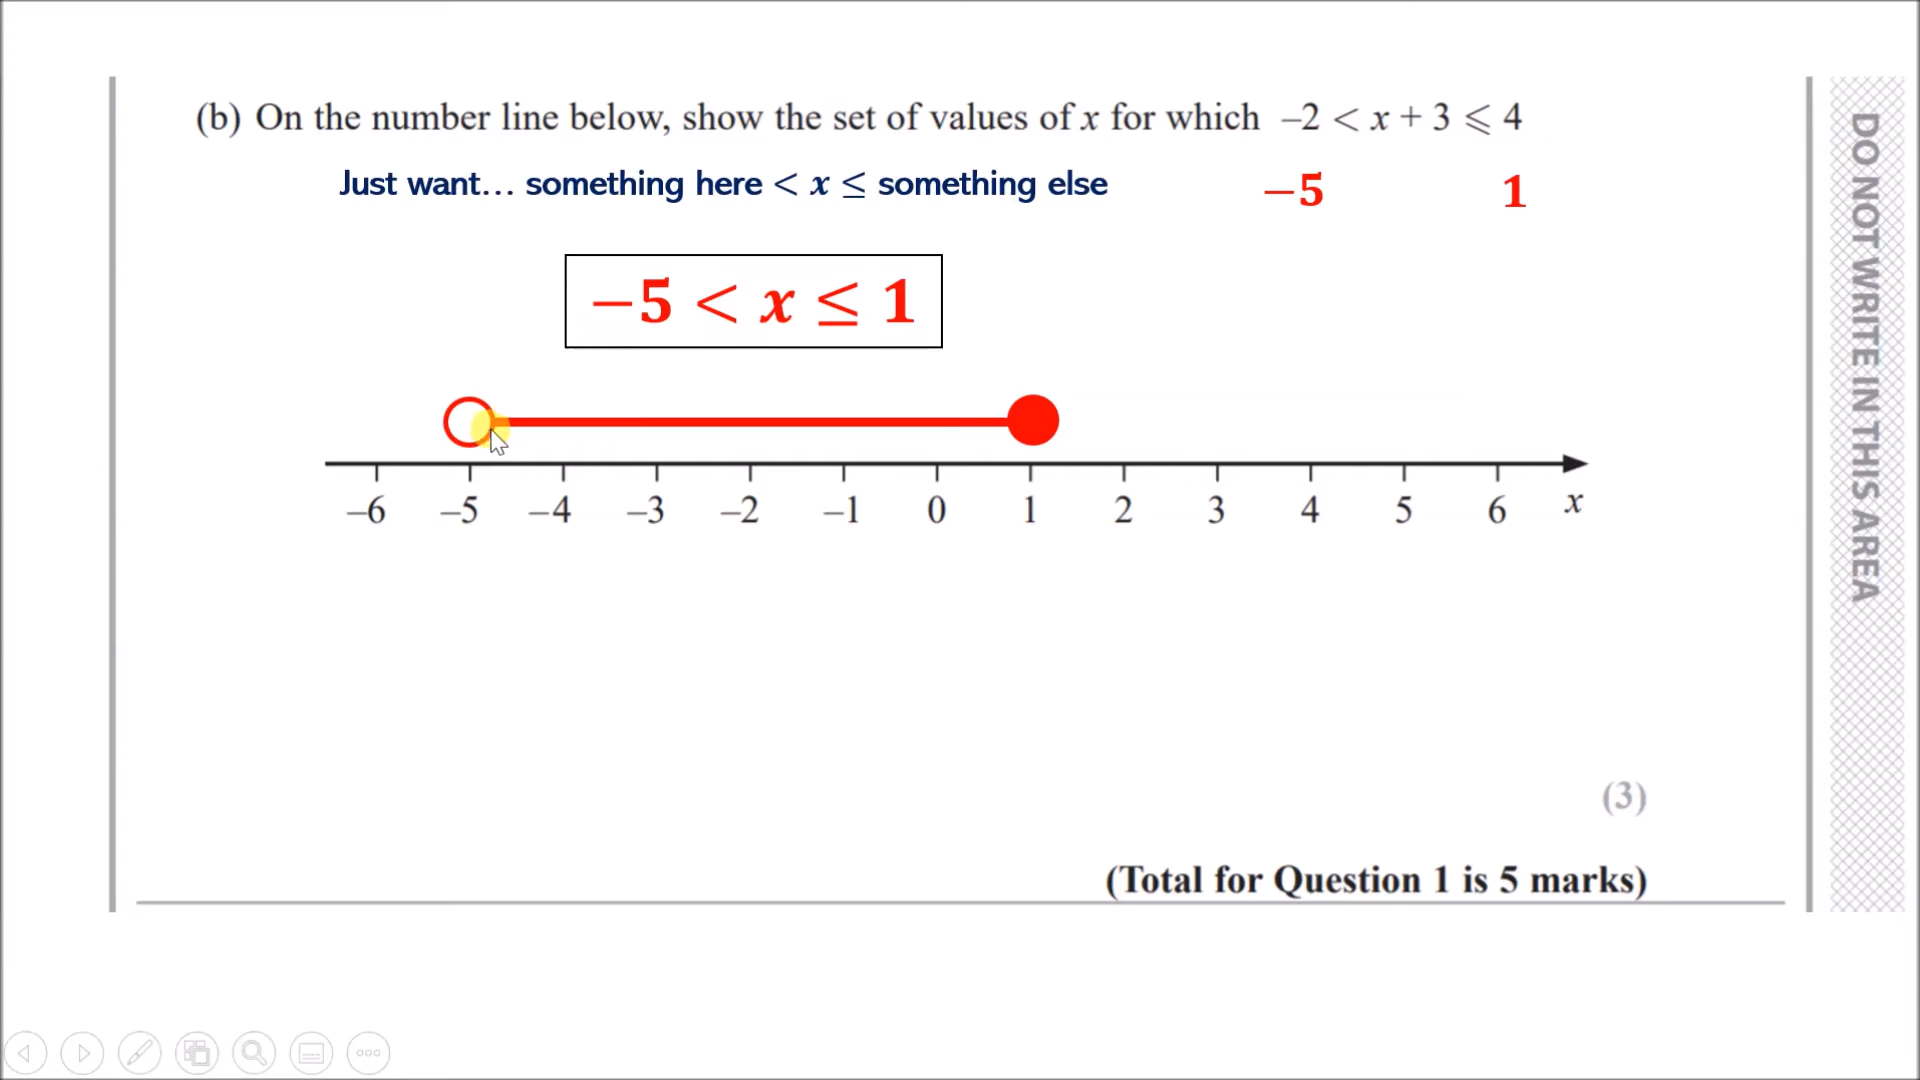 (b) On the number line below, show the set of values of x for which –2 < x + 3 ⩽ 4
Just want… something here < x ≤ something else
−5 1
−5 < x ≤ 1
–6 –5 –4 –3 –2 –1 0 1 2 3 4 5 6 x
(3)
(Total for Question 1 is 5 marks)
DO NOT WRITE IN THIS AREA